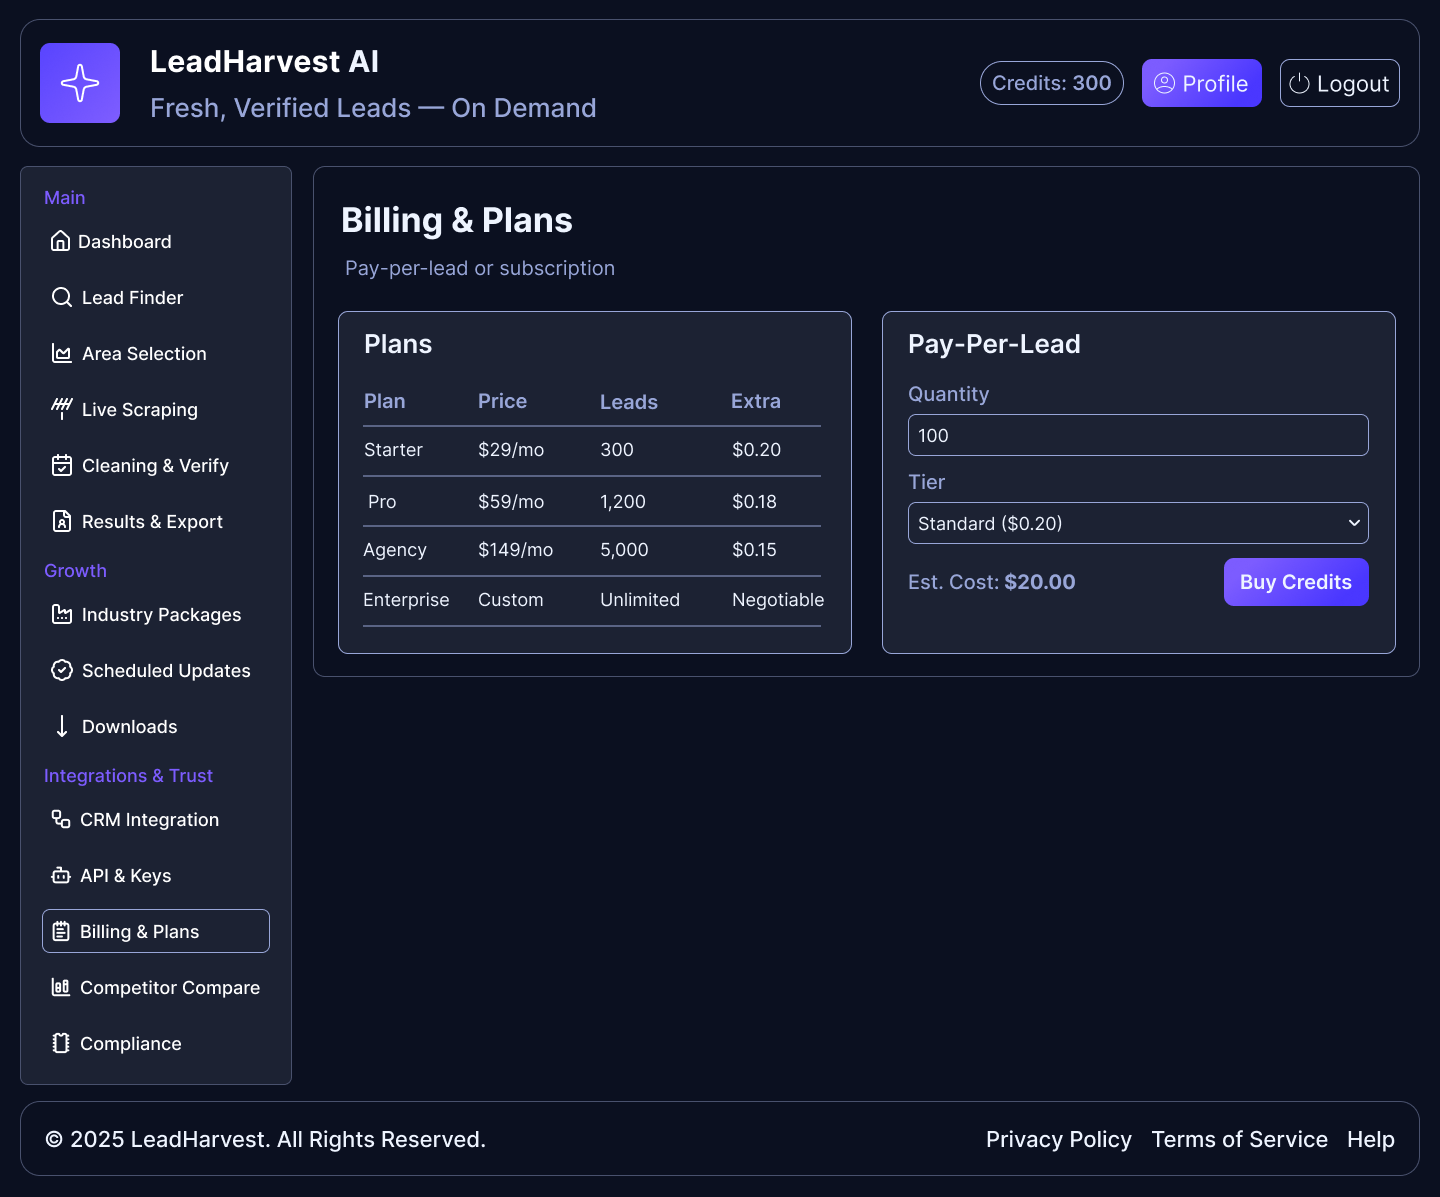 LeadHarvest AI
Fresh, Verified Leads — On Demand
Credits: 300
Profile
Logout
Main
Dashboard
Lead Finder
Area Selection
Live Scraping
Cleaning & Verify
Results & Export
Growth
Industry Packages
Scheduled Updates
Downloads
Integrations & Trust
CRM Integration
API & Keys
Billing & Plans
Competitor Compare
Compliance
Billing & Plans
Pay-per-lead or subscription
Plans
Plan Price Leads Extra
Starter $29/mo 300 $0.20
Pro $59/mo 1,200 $0.18
Agency $149/mo 5,000 $0.15
Enterprise Custom Unlimited Negotiable
Pay-Per-Lead
Quantity
100
Tier
Standard ($0.20)
Est. Cost: $20.00
Buy Credits
© 2025 LeadHarvest. All Rights Reserved.
Privacy Policy Terms of Service Help